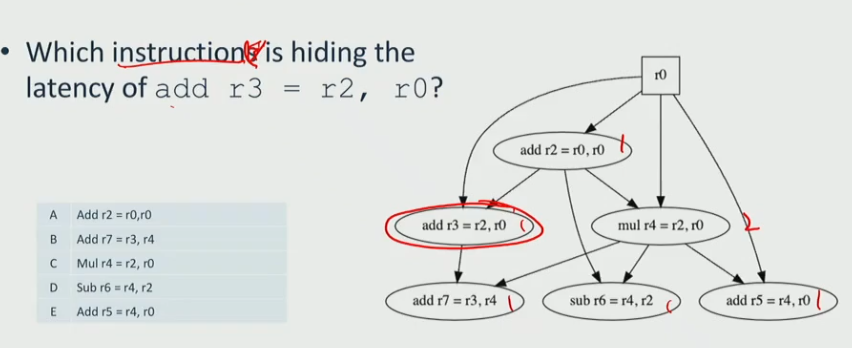 • Which instructions is hiding the
latency of add r3 = r2, r0?
r0
add r2 = r0, r0 1
add r3 = r2, r0 1
mul r4 = r2, r0 2
add r7 = r3, r4 1
sub r6 = r4, r2 1
add r5 = r4, r0 1
A Add r2 = r0,r0
B Add r7 = r3, r4
C Mul r4 = r2, r0
D Sub r6 = r4, r2
E Add r5 = r4, r0